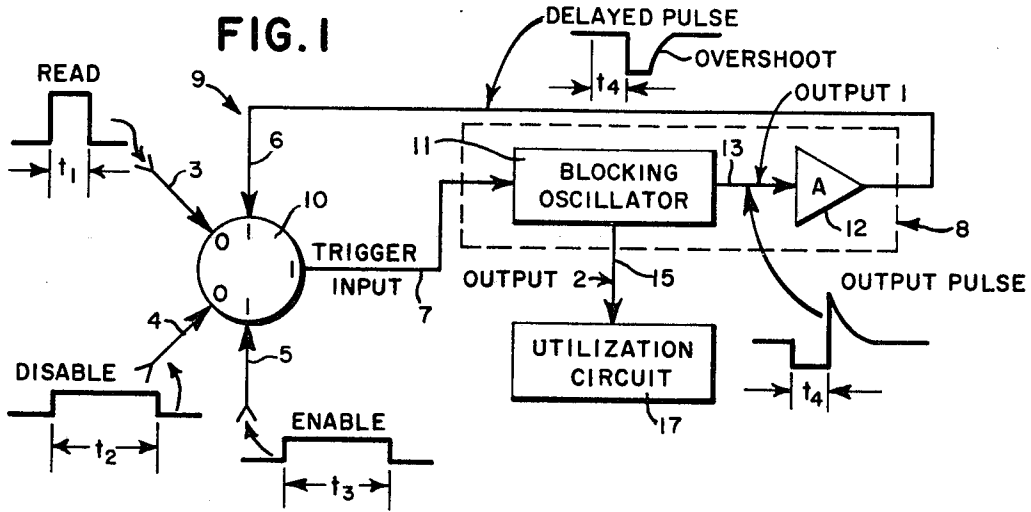 FIG. 1
DELAYED PULSE
t4
OVERSHOOT
READ
t1
9
3
6
10
0
1
0
1
1
TRIGGER
INPUT
7
11
BLOCKING
OSCILLATOR
13
OUTPUT 1
A
12
8
OUTPUT 2
15
OUTPUT PULSE
t4
UTILIZATION
CIRCUIT
17
4
DISABLE
t2
5
ENABLE
t3